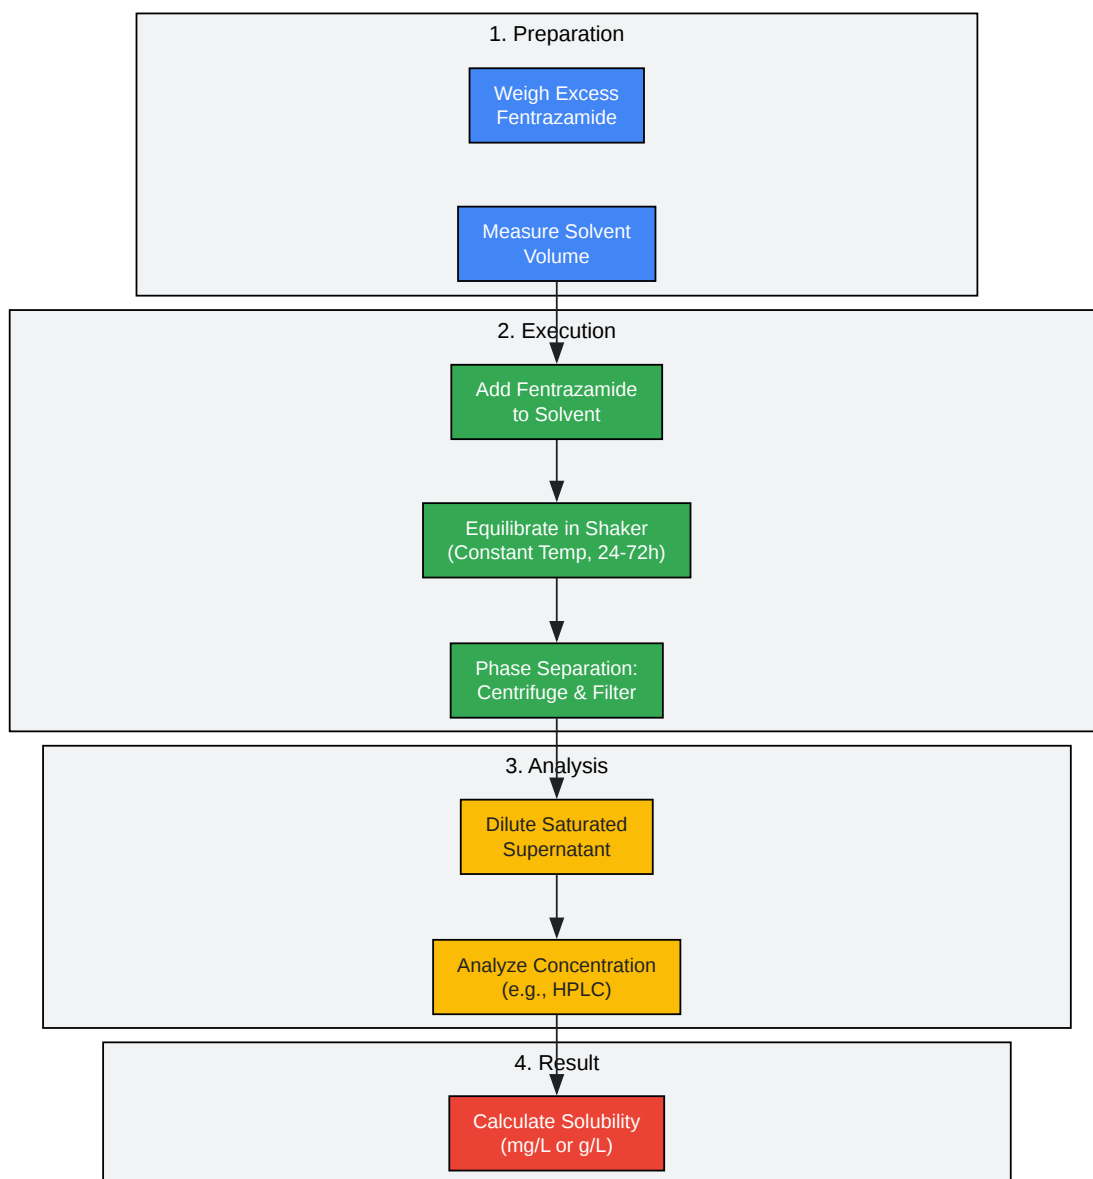 1. Preparation
Weigh Excess
Fentrazamide
Measure Solvent
Volume
2. Execution
Add Fentrazamide
to Solvent
Equilibrate in Shaker
(Constant Temp, 24-72h)
Phase Separation:
Centrifuge & Filter
3. Analysis
Dilute Saturated
Supernatant
Analyze Concentration
(e.g., HPLC)
4. Result
Calculate Solubility
(mg/L or g/L)